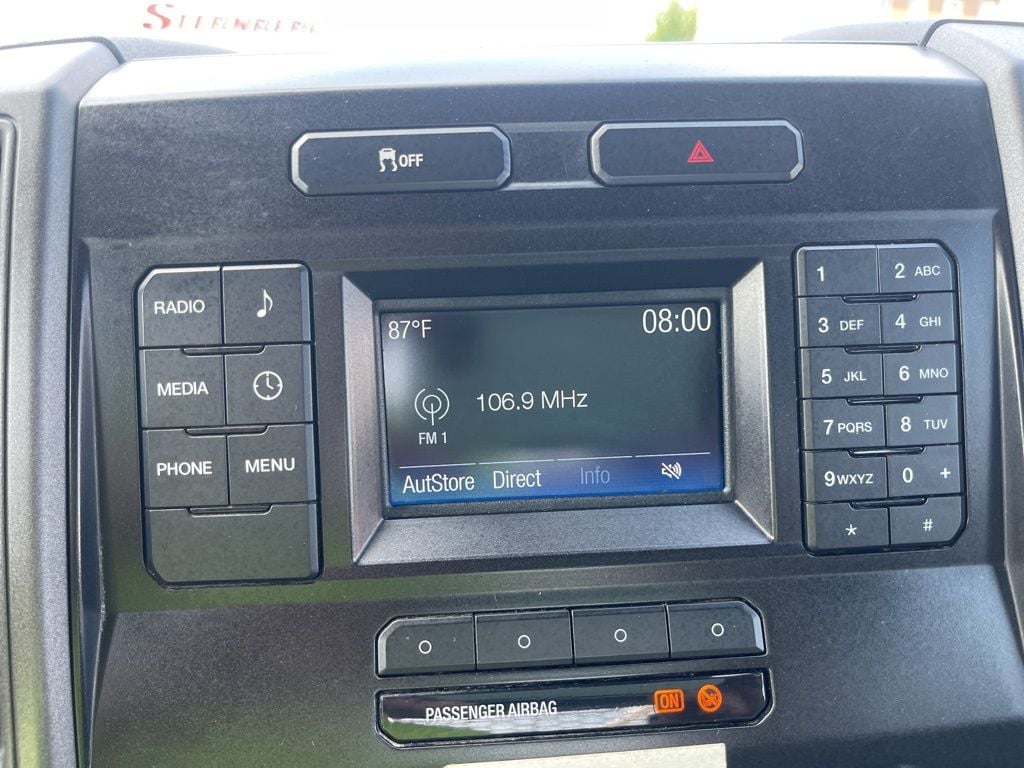 STERNBERG
OFF
RADIO
MEDIA
PHONE MENU
87°F 08:00
106.9 MHz
FM 1
AutStore Direct Info
1 2 ABC
3 DEF 4 GHI
5 JKL 6 MNO
7 PQRS 8 TUV
9 WXYZ 0 +
* #
PASSENGER AIRBAG ON